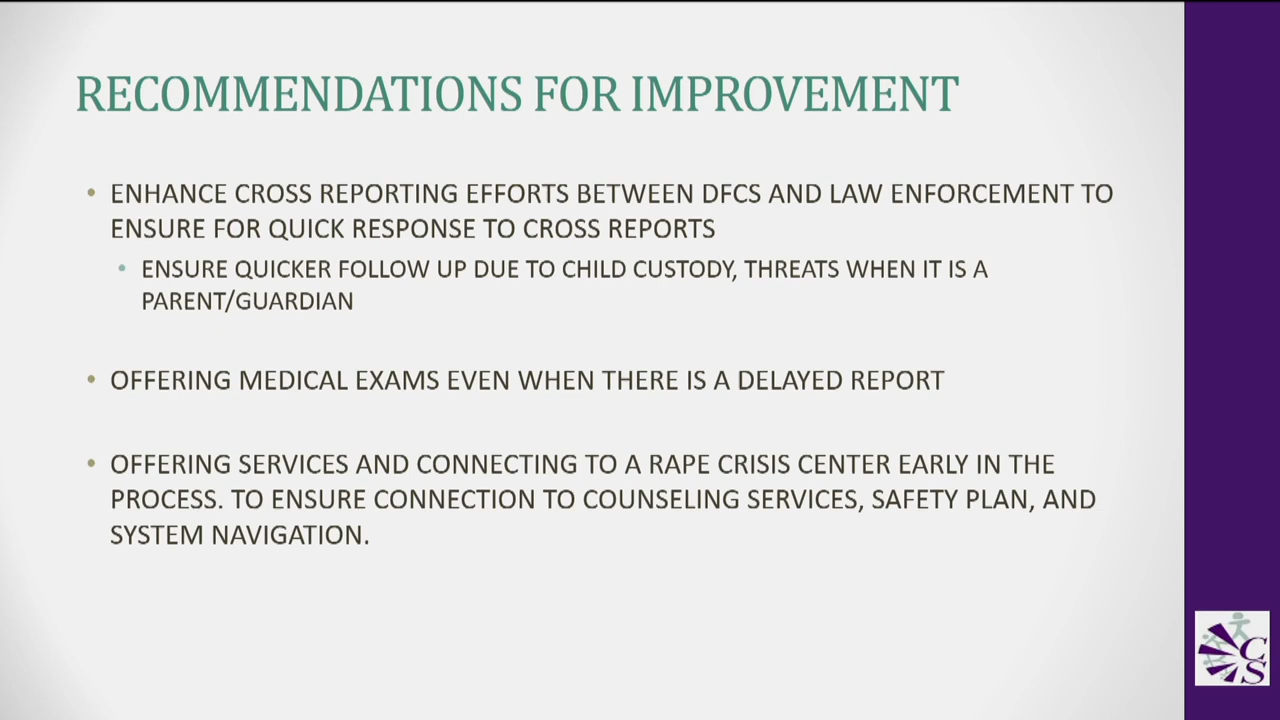 RECOMMENDATIONS FOR IMPROVEMENT
• ENHANCE CROSS REPORTING EFFORTS BETWEEN DFCS AND LAW ENFORCEMENT TO
ENSURE FOR QUICK RESPONSE TO CROSS REPORTS
• ENSURE QUICKER FOLLOW UP DUE TO CHILD CUSTODY, THREATS WHEN IT IS A
PARENT/GUARDIAN
• OFFERING MEDICAL EXAMS EVEN WHEN THERE IS A DELAYED REPORT
• OFFERING SERVICES AND CONNECTING TO A RAPE CRISIS CENTER EARLY IN THE
PROCESS. TO ENSURE CONNECTION TO COUNSELING SERVICES, SAFETY PLAN, AND
SYSTEM NAVIGATION.
C
S